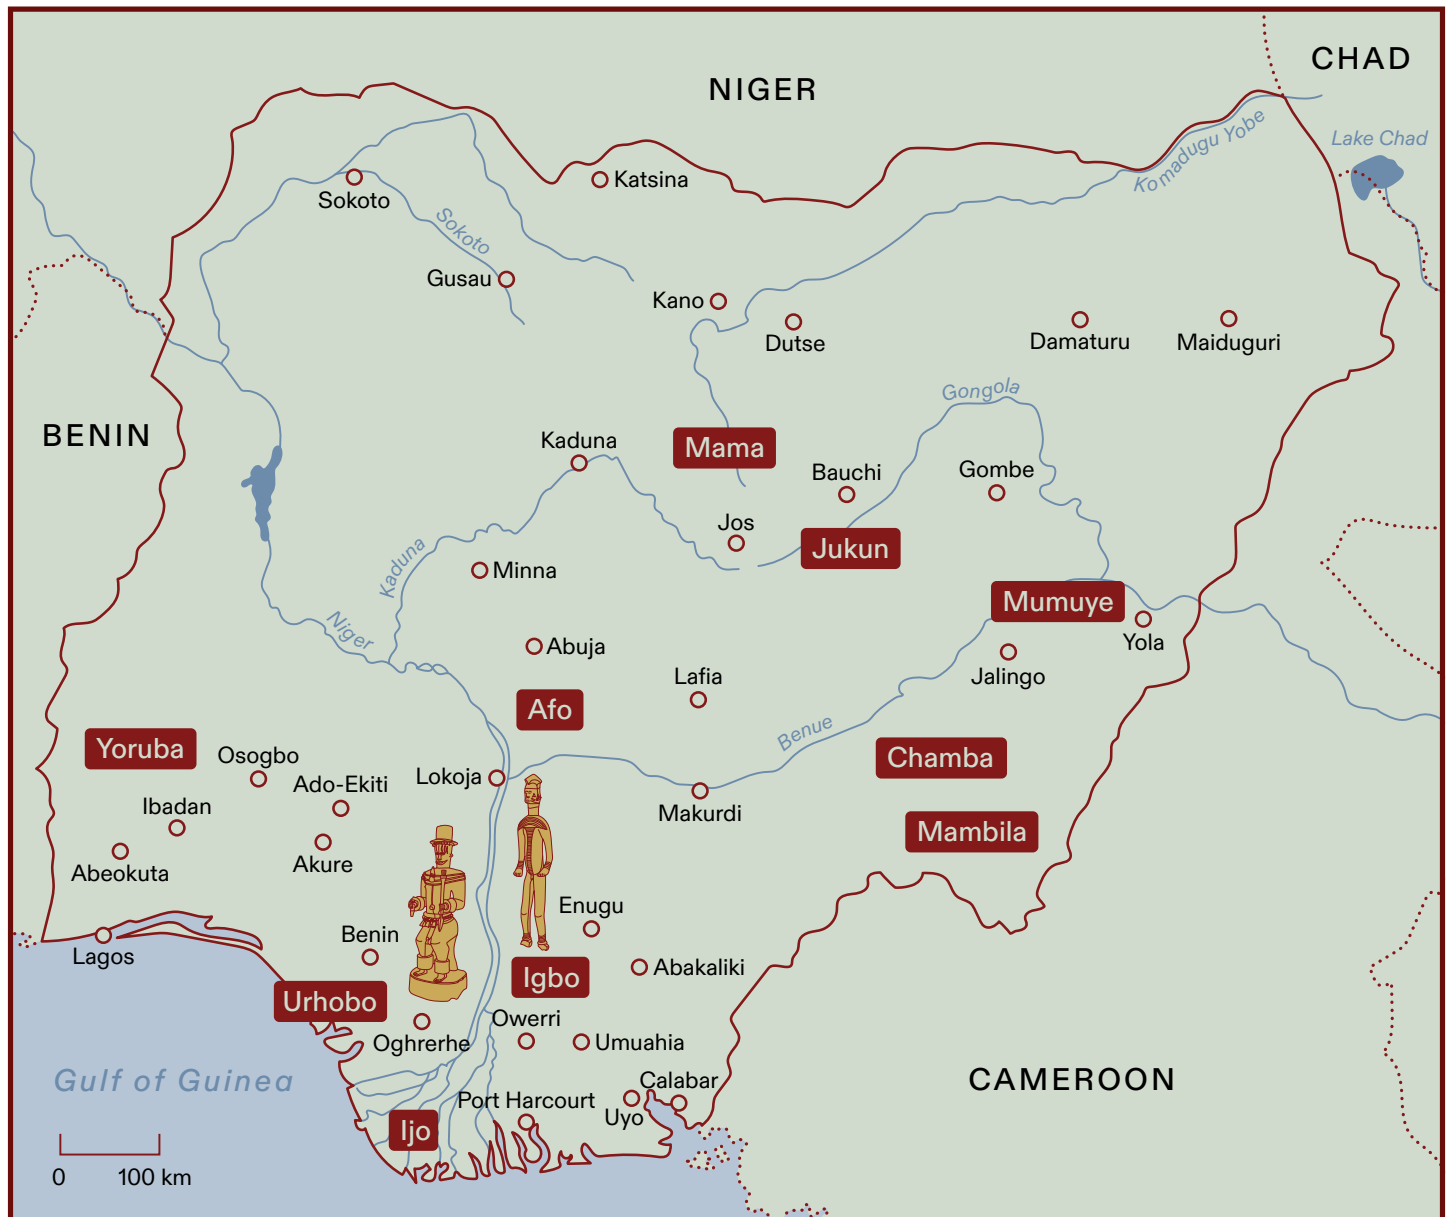 CHAD
NIGER
Lake Chad
Komadugu Yobe
Katsina
Sokoto
Sokoto
Gusau
Kano
Dutse
Damaturu
Maiduguri
Gongola
BENIN
Kaduna
Mama
Bauchi
Gombe
Jos
Jukun
Kaduna
Minna
Mumuye
Niger
Yola
Abuja
Lafia
Jalingo
Afo
Benue
Yoruba
Osogbo
Chamba
Lokoja
Ado-Ekiti
Ibadan
Makurdi
Mambila
Akure
Abeokuta
Enugu
Benin
Lagos
Abakaliki
Igbo
Urhobo
Owerri
Oghrerhe
Umuahia
Gulf of Guinea
CAMEROON
Calabar
Port Harcourt
Uyo
Ijo
0 100 km